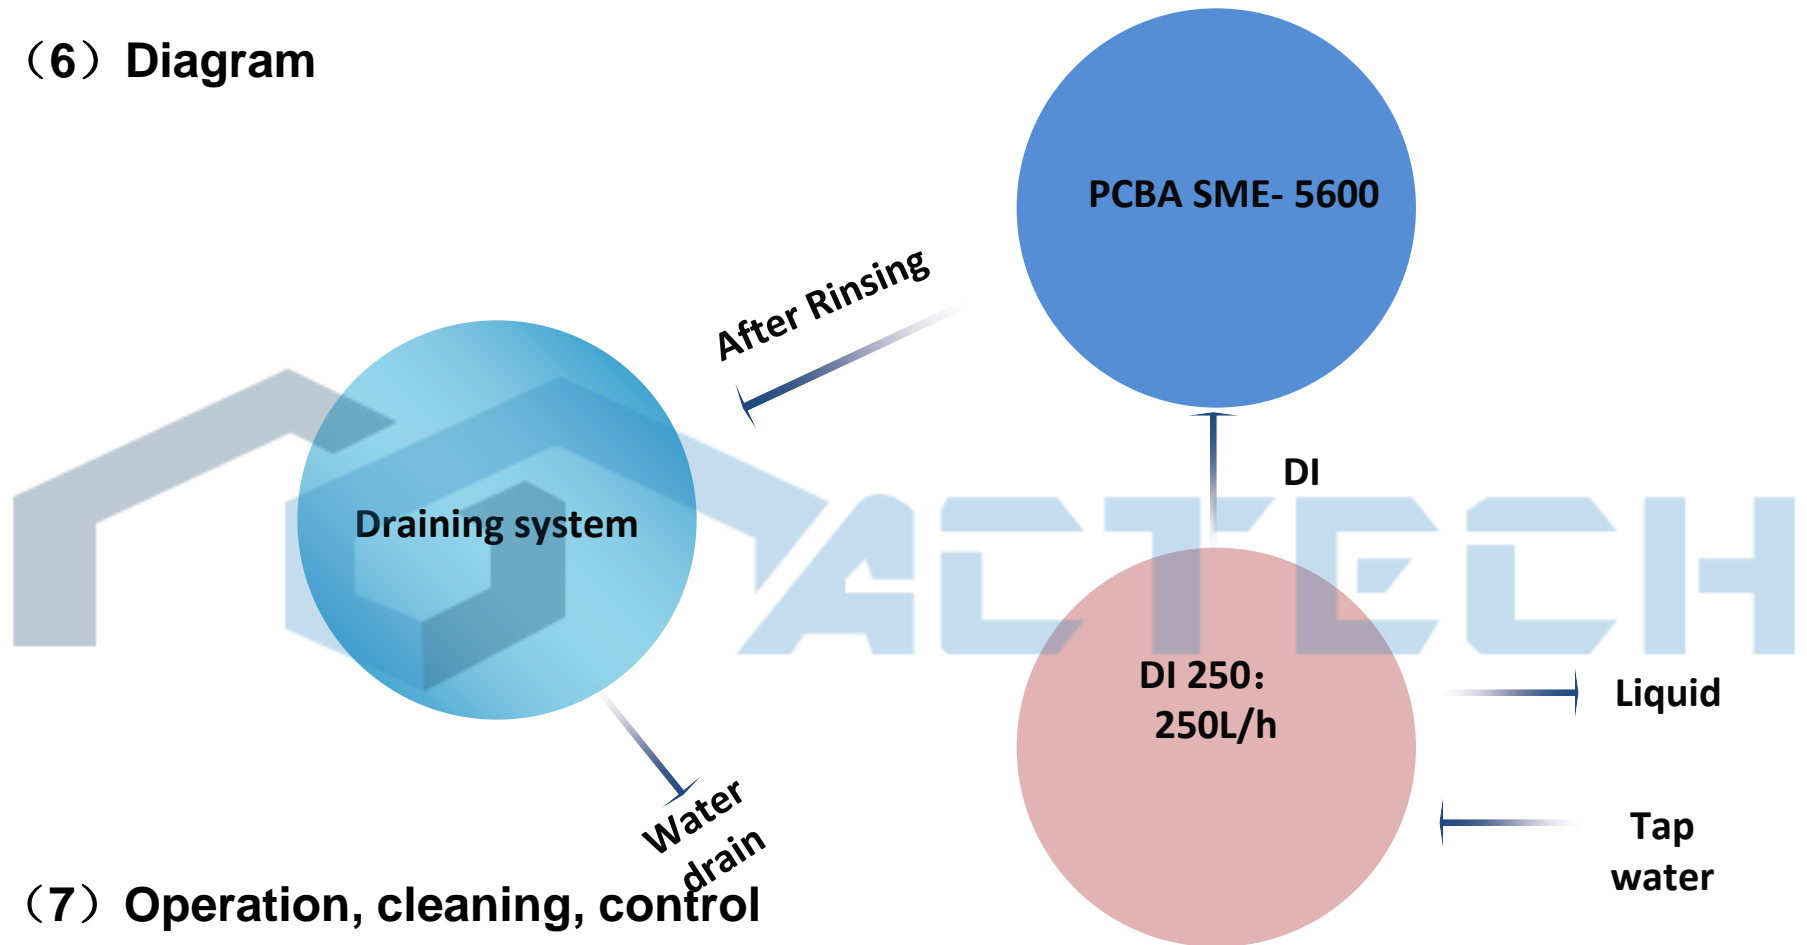 （6）Diagram
PCBA SME- 5600
After Rinsing
DI
Draining system
ACTECH
DI 250：
250L/h
Liquid
Water
drain
Tap
water
（7）Operation, cleaning, control